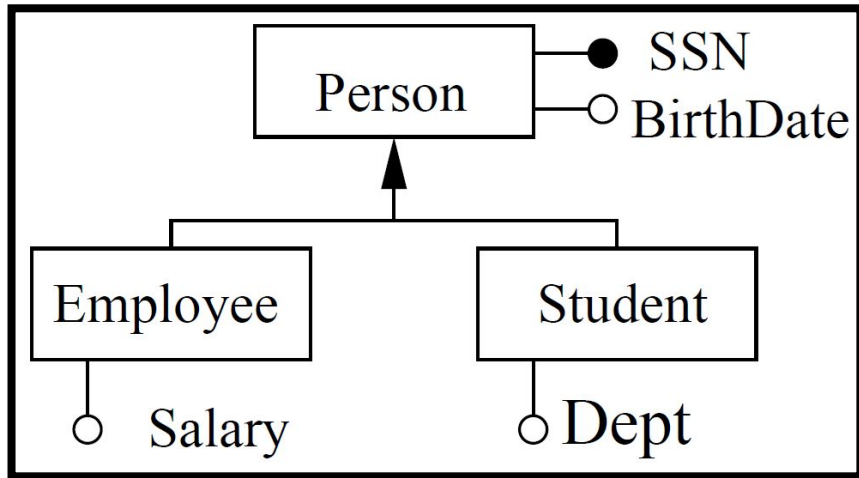 SSN
Person
BirthDate
Employee
Student
Salary
Dept